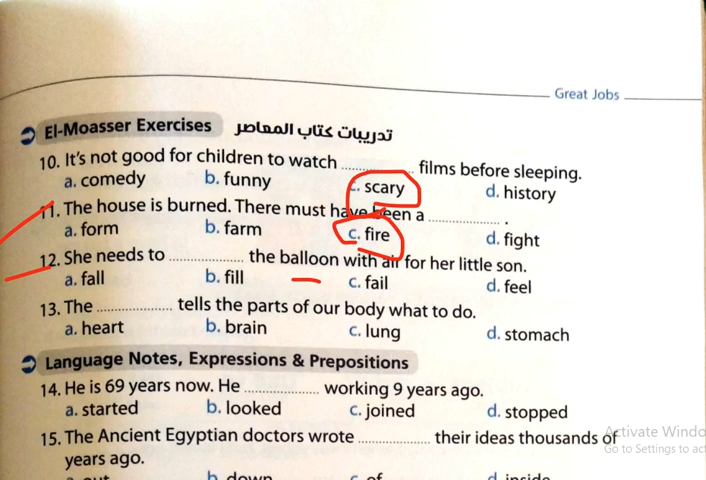 Great Jobs
El-Moasser Exercises تدريبات كتاب المعاصر
10. It's not good for children to watch .................. films before sleeping.
a. comedy b. funny c. scary d. history
11. The house is burned. There must have been a .................. .
a. form b. farm c. fire d. fight
12. She needs to .................. the balloon with air for her little son.
a. fall b. fill c. fail d. feel
13. The .................. tells the parts of our body what to do.
a. heart b. brain c. lung d. stomach
Language Notes, Expressions & Prepositions
14. He is 69 years now. He .................. working 9 years ago.
a. started b. looked c. joined d. stopped
15. The Ancient Egyptian doctors wrote .................. their ideas thousands of
years ago.
a. out b. down c. of d. inside
Activate Windo
Go to Settings to act